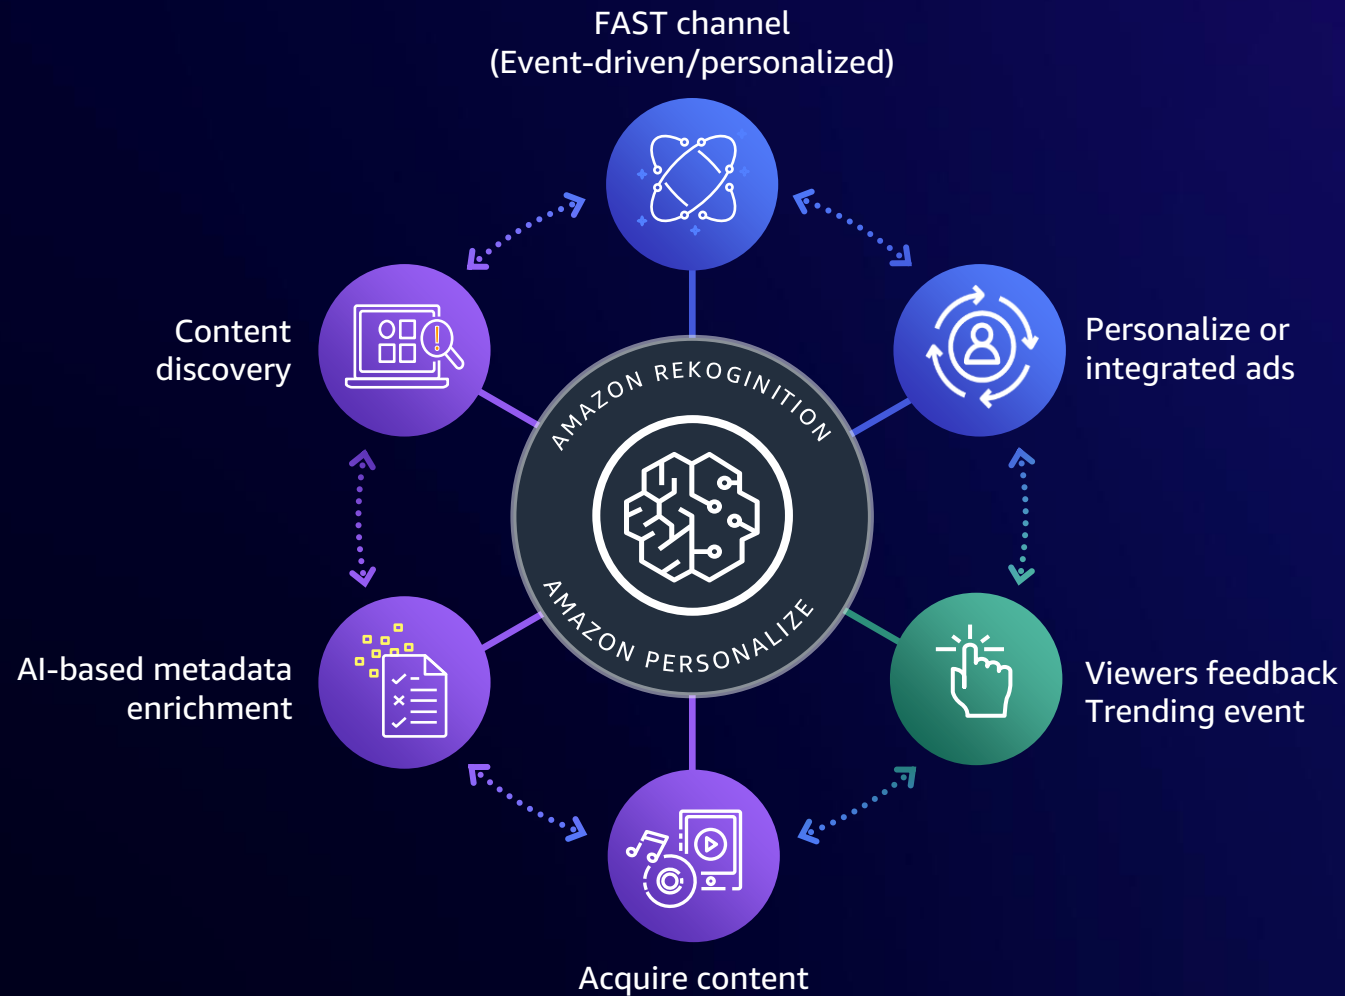 FAST channel
(Event-driven/personalized)
Content
discovery
Personalize or
integrated ads
AMAZON REKOGINITION
AMAZON PERSONALIZE
AI-based metadata
enrichment
Viewers feedback
Trending event
Acquire content